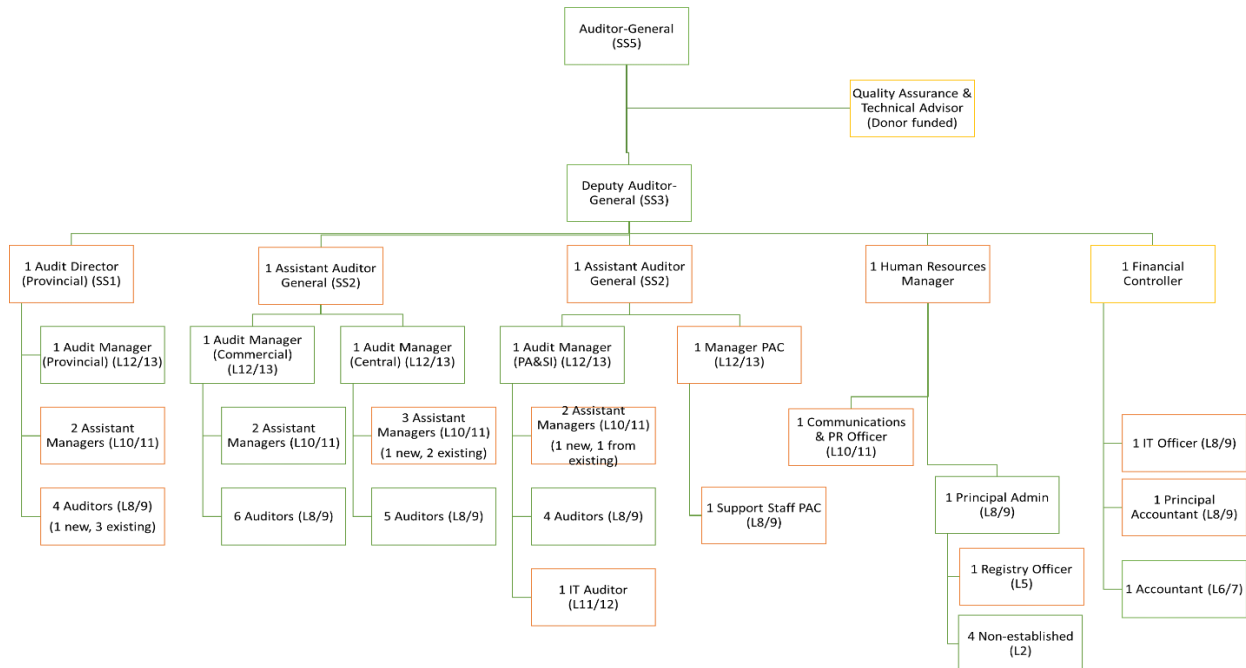 Auditor-General
(SS5)
Quality Assurance &
Technical Advisor
(Donor funded)
Deputy Auditor-
General (SS3)
1 Audit Director
(Provincial) (SS1)
1 Assistant Auditor
General (SS2)
1 Assistant Auditor
General (SS2)
1 Human Resources
Manager
1 Financial
Controller
1 Audit Manager
(Provincial) (L12/13)
1 Audit Manager
(Commercial)
(L12/13)
1 Audit Manager
(Central) (L12/13)
1 Audit Manager
(PA&SI) (L12/13)
1 Manager PAC
(L12/13)
2 Assistant
Managers (L10/11)
2 Assistant
Managers (L10/11)
3 Assistant
Managers (L10/11)
(1 new, 2 existing)
2 Assistant
Managers (L10/11)
(1 new, 1 from
existing)
1 Communications
& PR Officer
(L10/11)
1 IT Officer (L8/9)
4 Auditors (L8/9)
(1 new, 3 existing)
6 Auditors (L8/9)
5 Auditors (L8/9)
4 Auditors (L8/9)
1 Support Staff PAC
(L8/9)
1 Principal Admin
(L8/9)
1 Principal
Accountant (L8/9)
1 IT Auditor
(L11/12)
1 Registry Officer
(L5)
1 Accountant (L6/7)
4 Non-established
(L2)